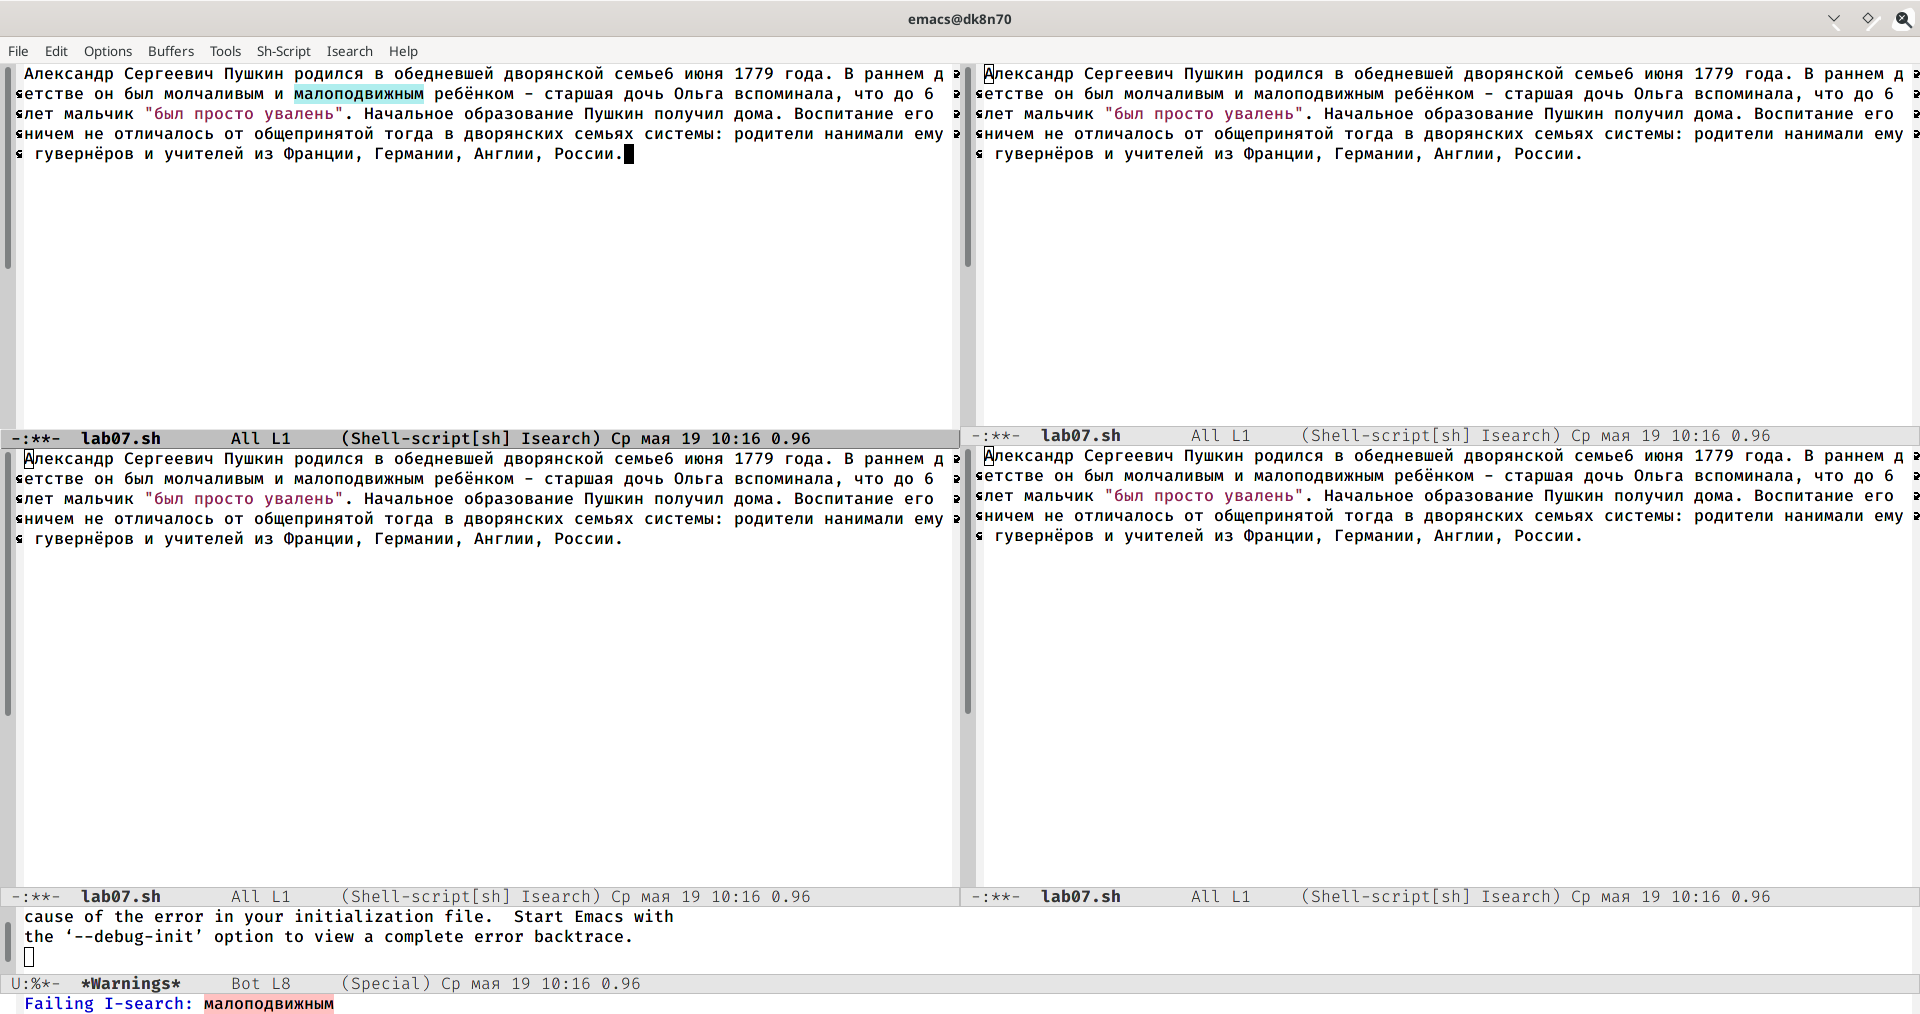 emacs@dk8n70
File Edit Options Buffers Tools Sh-Script Isearch Help
Александр Сергеевич Пушкин родился в обедневшей дворянской семье6 июня 1779 года. В раннем д
етстве он был молчаливым и малоподвижным ребёнком - старшая дочь Ольга вспоминала, что до 6
лет мальчик "был просто увалень". Начальное образование Пушкин получил дома. Воспитание его
ничем не отличалось от общепринятой тогда в дворянских семьях системы: родители нанимали ему
гувернёров и учителей из Франции, Германии, Англии, России.
-:**- lab07.sh All L1 (Shell-script[sh] Isearch) Ср мая 19 10:16 0.96
Александр Сергеевич Пушкин родился в обедневшей дворянской семье6 июня 1779 года. В раннем д
етстве он был молчаливым и малоподвижным ребёнком - старшая дочь Ольга вспоминала, что до 6
лет мальчик "был просто увалень". Начальное образование Пушкин получил дома. Воспитание его
ничем не отличалось от общепринятой тогда в дворянских семьях системы: родители нанимали ему
гувернёров и учителей из Франции, Германии, Англии, России.
-:**- lab07.sh All L1 (Shell-script[sh] Isearch) Ср мая 19 10:16 0.96
Александр Сергеевич Пушкин родился в обедневшей дворянской семье6 июня 1779 года. В раннем д
етстве он был молчаливым и малоподвижным ребёнком - старшая дочь Ольга вспоминала, что до 6
лет мальчик "был просто увалень". Начальное образование Пушкин получил дома. Воспитание его
ничем не отличалось от общепринятой тогда в дворянских семьях системы: родители нанимали ему
гувернёров и учителей из Франции, Германии, Англии, России.
-:**- lab07.sh All L1 (Shell-script[sh] Isearch) Ср мая 19 10:16 0.96
Александр Сергеевич Пушкин родился в обедневшей дворянской семье6 июня 1779 года. В раннем д
етстве он был молчаливым и малоподвижным ребёнком - старшая дочь Ольга вспоминала, что до 6
лет мальчик "был просто увалень". Начальное образование Пушкин получил дома. Воспитание его
ничем не отличалось от общепринятой тогда в дворянских семьях системы: родители нанимали ему
гувернёров и учителей из Франции, Германии, Англии, России.
-:**- lab07.sh All L1 (Shell-script[sh] Isearch) Ср мая 19 10:16 0.96
cause of the error in your initialization file.  Start Emacs with
the ‘--debug-init’ option to view a complete error backtrace.
U:%*- *Warnings* Bot L8 (Special) Ср мая 19 10:16 0.96
Failing I-search: малоподвижным